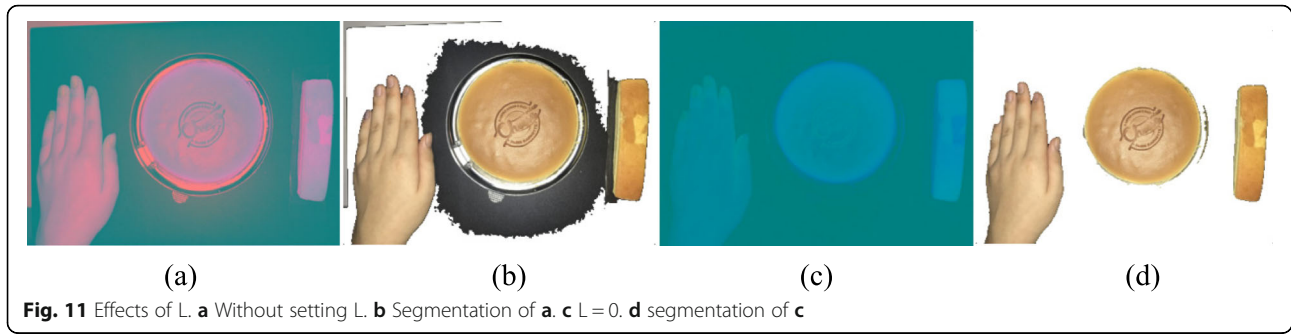 (a) (b) (c) (d)
Fig. 11 Effects of L. a Without setting L. b Segmentation of a. c L = 0. d segmentation of c